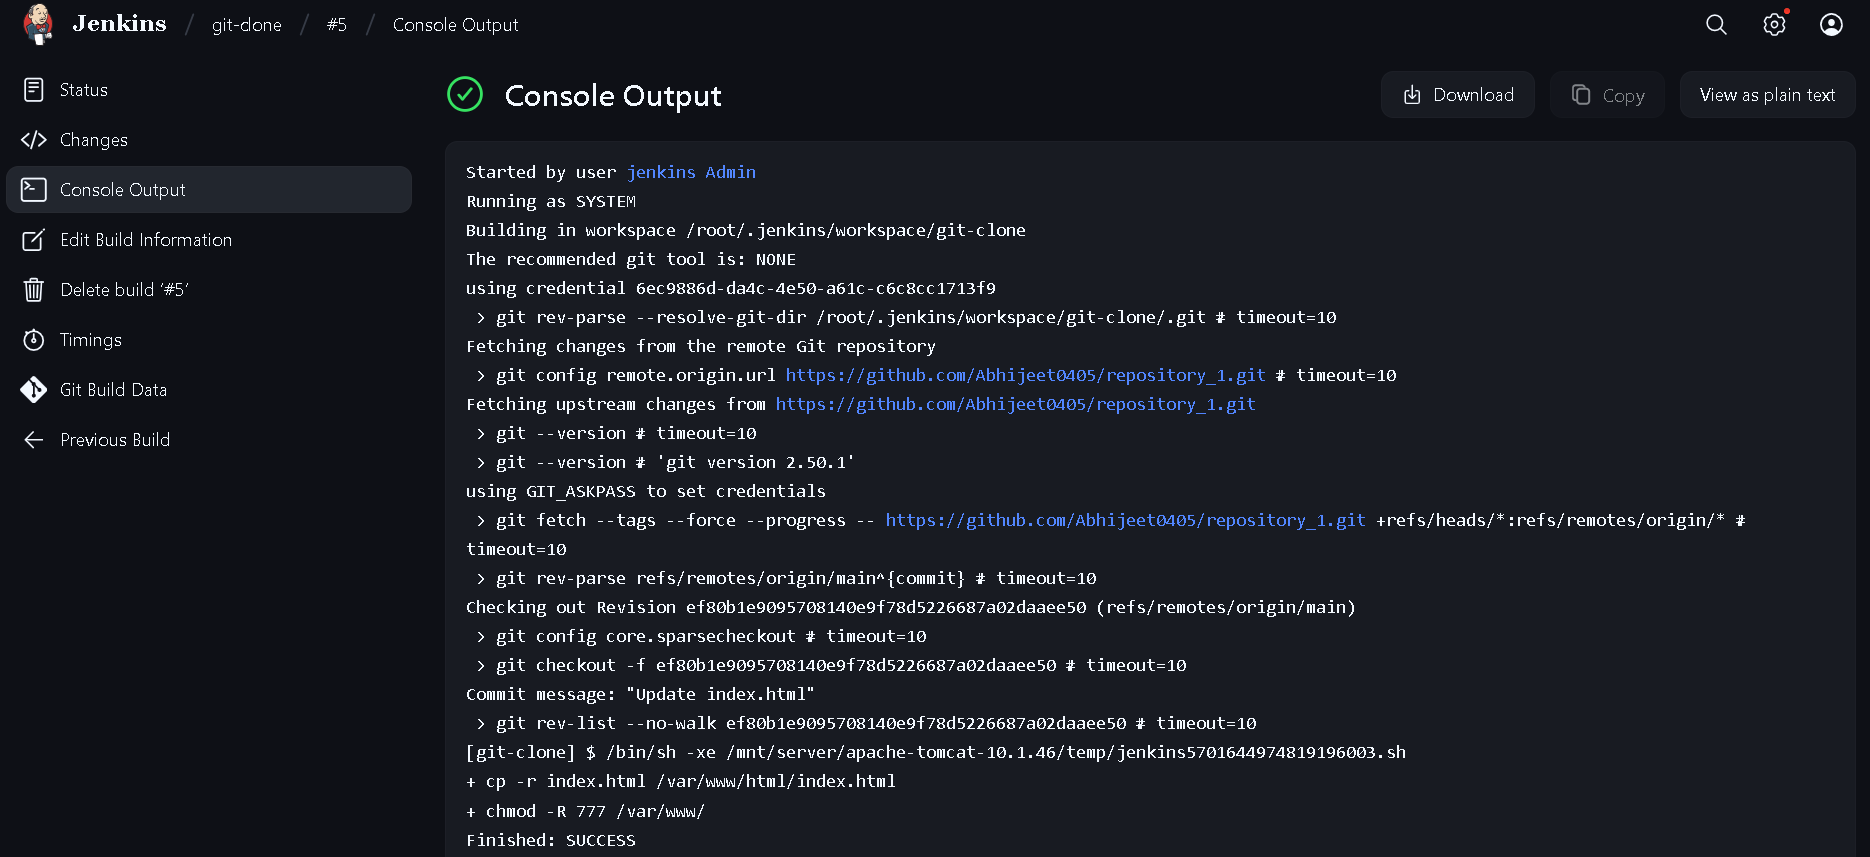 Jenkins / git-clone / #5 / Console Output
Status
Changes
Console Output
Edit Build Information
Delete build ‘#5’
Timings
Git Build Data
Previous Build
Console Output
Download
Copy
View as plain text
Started by user jenkins Admin
Running as SYSTEM
Building in workspace /root/.jenkins/workspace/git-clone
The recommended git tool is: NONE
using credential 6ec9886d-da4c-4e50-a61c-c6c8cc1713f9
> git rev-parse --resolve-git-dir /root/.jenkins/workspace/git-clone/.git # timeout=10
Fetching changes from the remote Git repository
> git config remote.origin.url https://github.com/Abhijeet0405/repository_1.git # timeout=10
Fetching upstream changes from https://github.com/Abhijeet0405/repository_1.git
> git --version # timeout=10
> git --version # 'git version 2.50.1'
using GIT_ASKPASS to set credentials
> git fetch --tags --force --progress -- https://github.com/Abhijeet0405/repository_1.git +refs/heads/*:refs/remotes/origin/* #
timeout=10
> git rev-parse refs/remotes/origin/main^{commit} # timeout=10
Checking out Revision ef80b1e9095708140e9f78d5226687a02daaee50 (refs/remotes/origin/main)
> git config core.sparsecheckout # timeout=10
> git checkout -f ef80b1e9095708140e9f78d5226687a02daaee50 # timeout=10
Commit message: "Update index.html"
> git rev-list --no-walk ef80b1e9095708140e9f78d5226687a02daaee50 # timeout=10
[git-clone] $ /bin/sh -xe /mnt/server/apache-tomcat-10.1.46/temp/jenkins5701644974819196003.sh
+ cp -r index.html /var/www/html/index.html
+ chmod -R 777 /var/www/
Finished: SUCCESS